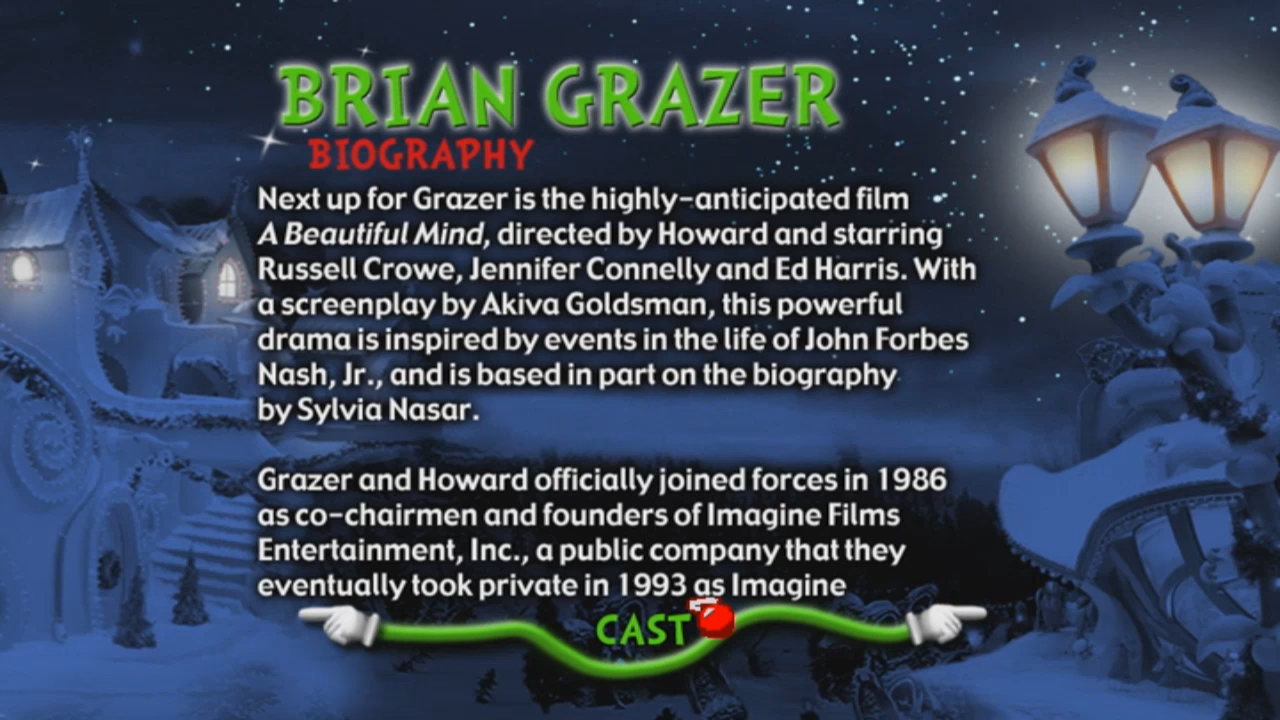 BRIAN GRAZER
BIOGRAPHY
Next up for Grazer is the highly-anticipated film
A Beautiful Mind, directed by Howard and starring
Russell Crowe, Jennifer Connelly and Ed Harris. With
a screenplay by Akiva Goldsman, this powerful
drama is inspired by events in the life of John Forbes
Nash, Jr., and is based in part on the biography
by Sylvia Nasar.
Grazer and Howard officially joined forces in 1986
as co-chairmen and founders of Imagine Films
Entertainment, Inc., a public company that they
eventually took private in 1993 as Imagine
CAST